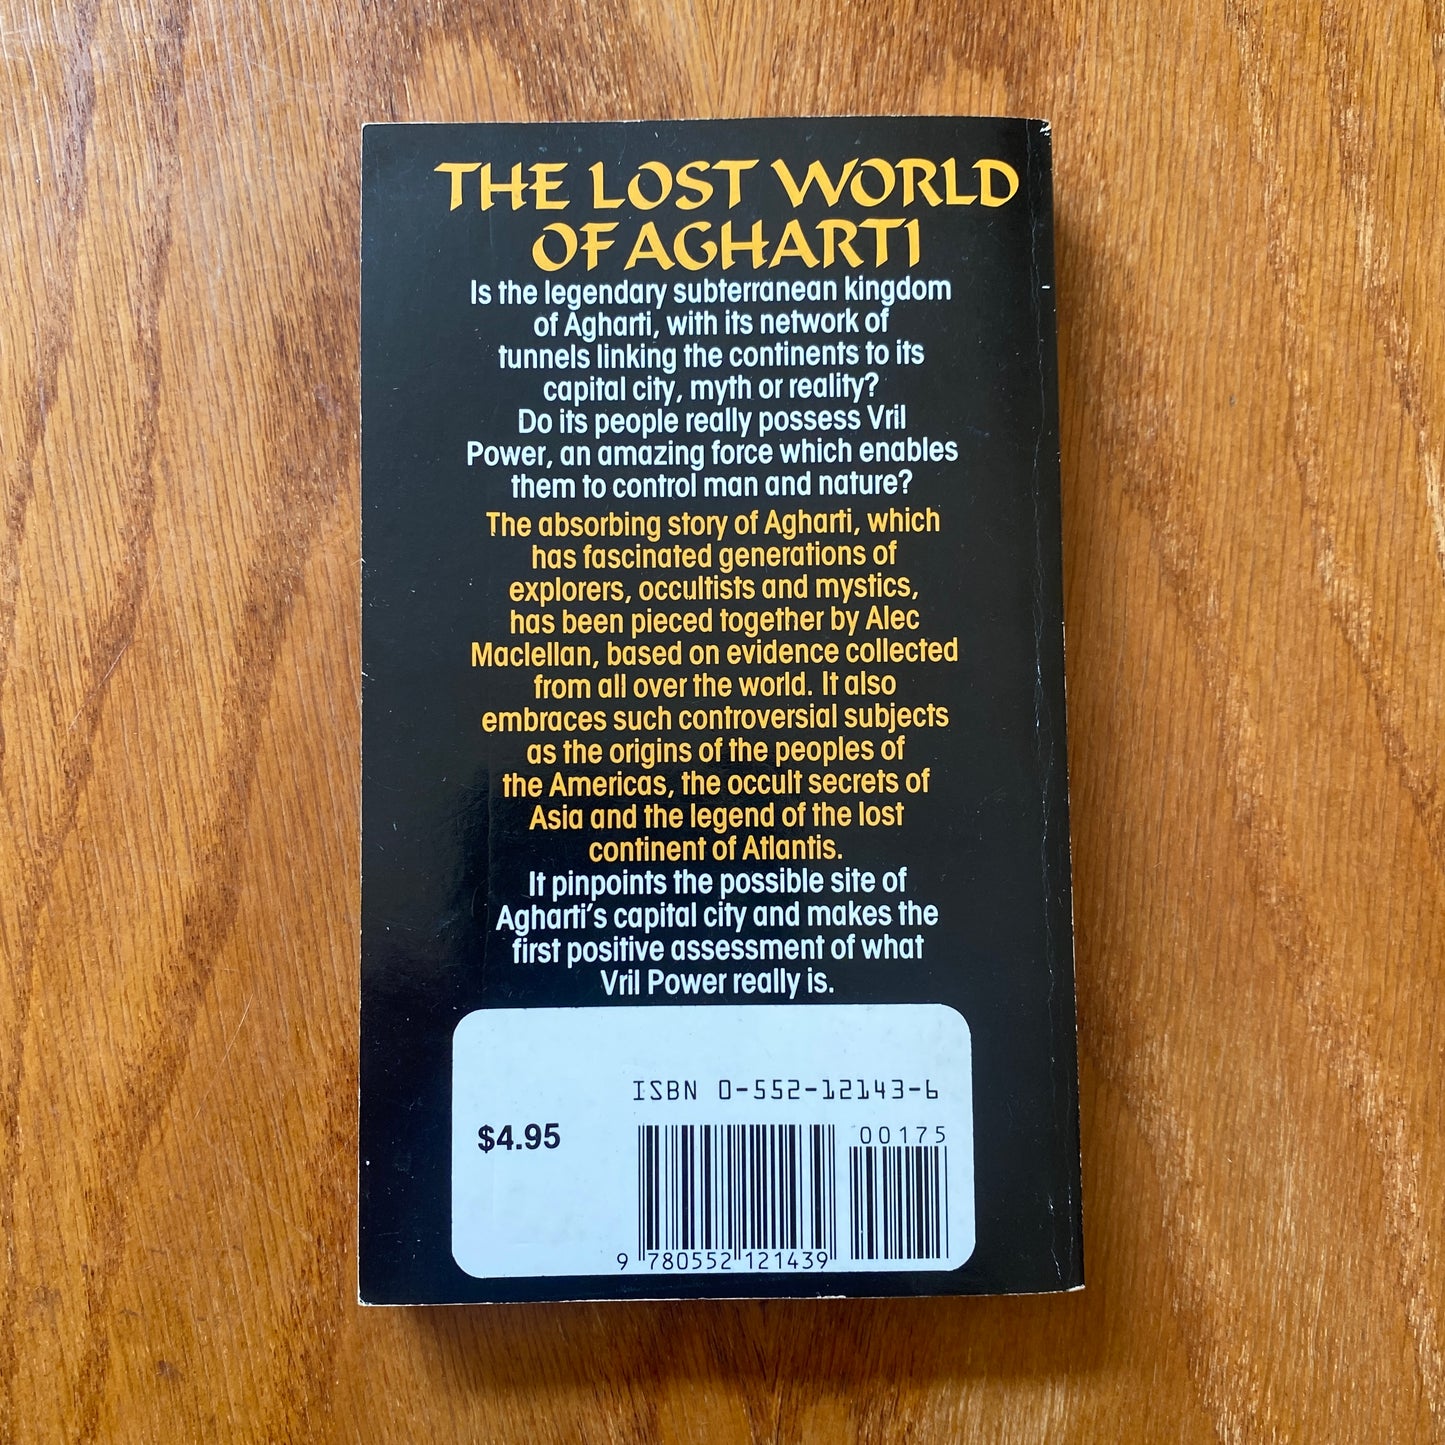 THE LOST WORLD
OF AGHARTI
Is the legendary subterranean kingdom
of Agharti, with its network of
tunnels linking the continents to its
capital city, myth or reality?
Do its people really possess Vril
Power, an amazing force which enables
them to control man and nature?
The absorbing story of Agharti, which
has fascinated generations of
explorers, occultists and mystics,
has been pieced together by Alec
Maclellan, based on evidence collected
from all over the world. It also
embraces such controversial subjects
as the origins of the peoples of
the Americas, the occult secrets of
Asia and the legend of the lost
continent of Atlantis.
It pinpoints the possible site of
Agharti's capital city and makes the
first positive assessment of what
Vril Power really is.
ISBN 0-552-12143-6
$4.95
00175
9 780552 121439